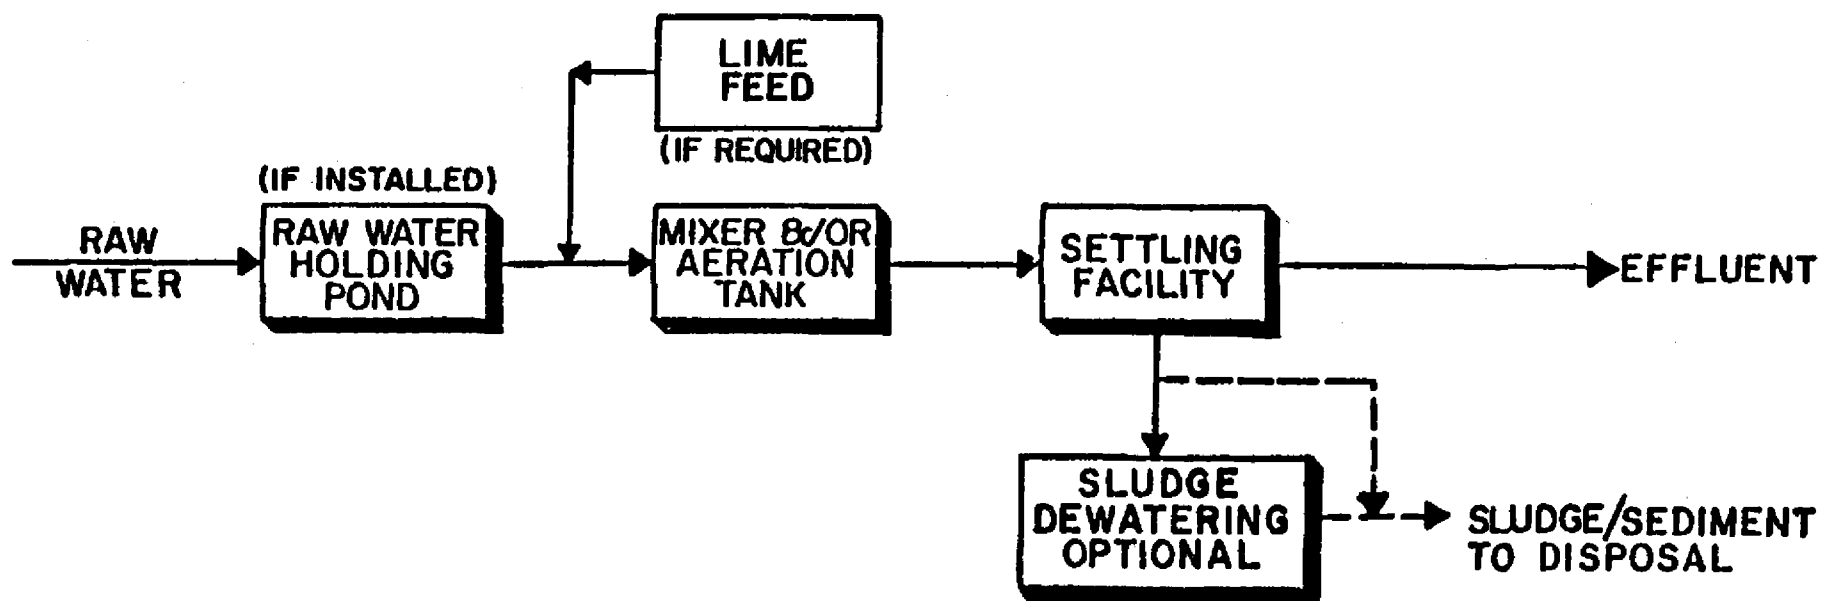 LIME
FEED
(IF REQUIRED)
(IF INSTALLED)
RAW
WATER
RAW WATER
HOLDING
POND
MIXER &/OR
AERATION
TANK
SETTLING
FACILITY
EFFLUENT
SLUDGE
DEWATERING
OPTIONAL
SLUDGE/SEDIMENT
TO DISPOSAL